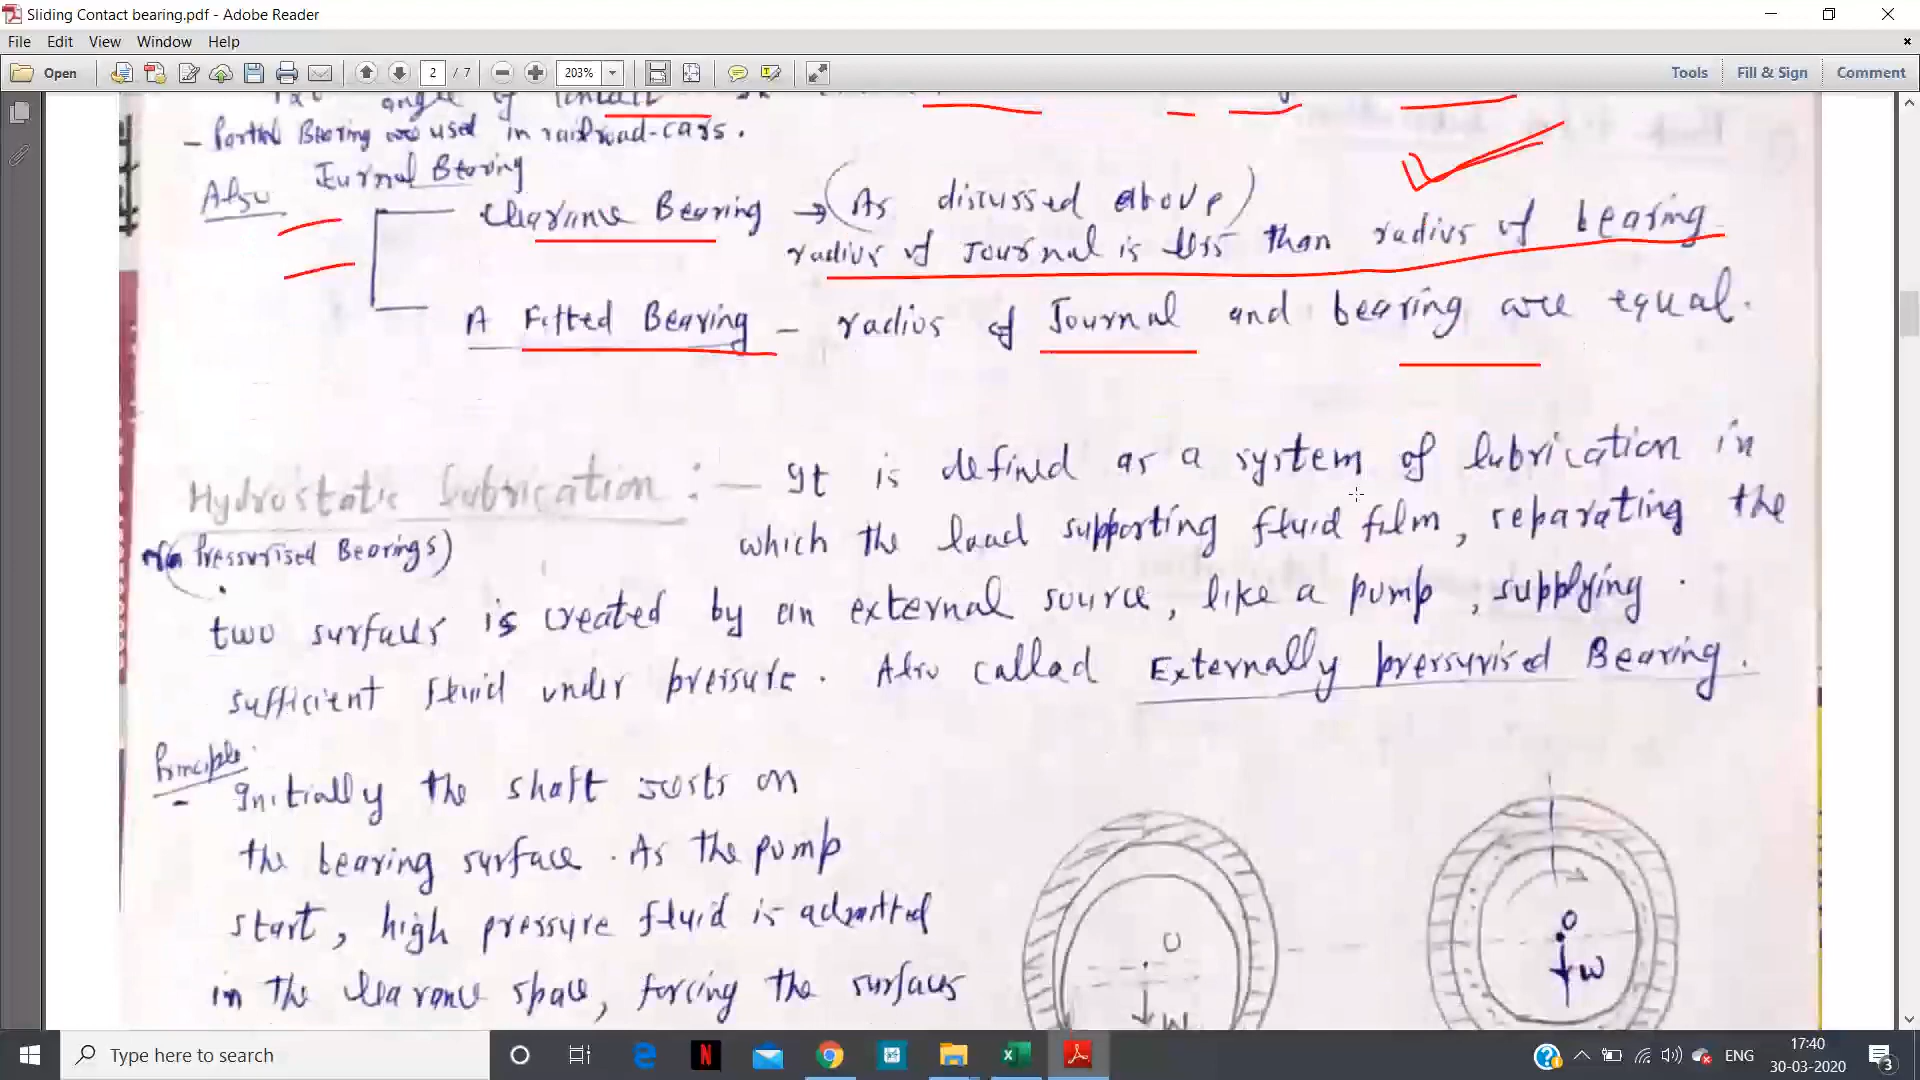 Sliding Contact bearing.pdf - Adobe Reader
File Edit View Window Help
Open 2 / 7 203% Tools Fill & Sign Comment
angle of contact
- Partial Bearing are used in railroad-cars.
Also Jurnal Bearing
Clearance Bearing → (As discussed above)
radius of Journal is less than radius of bearing
A Fitted Bearing - radius of Journal and bearing are equal.
Hydrostatic Lubrication :- It is defined as a system of lubrication in
(Pressurised Bearings) which the load supporting fluid film, separating the
two surfaces is created by an external source, like a pump, supplying
sufficient fluid under pressure. Also called Externally pressurised Bearing.
Principle
- Initially the shaft rests on
the bearing surface. As the pump
start, high pressure fluid is admitted
in the clearance space, forcing the surfaces
O
W
O
W
Type here to search
ENG
17:40
30-03-2020
3